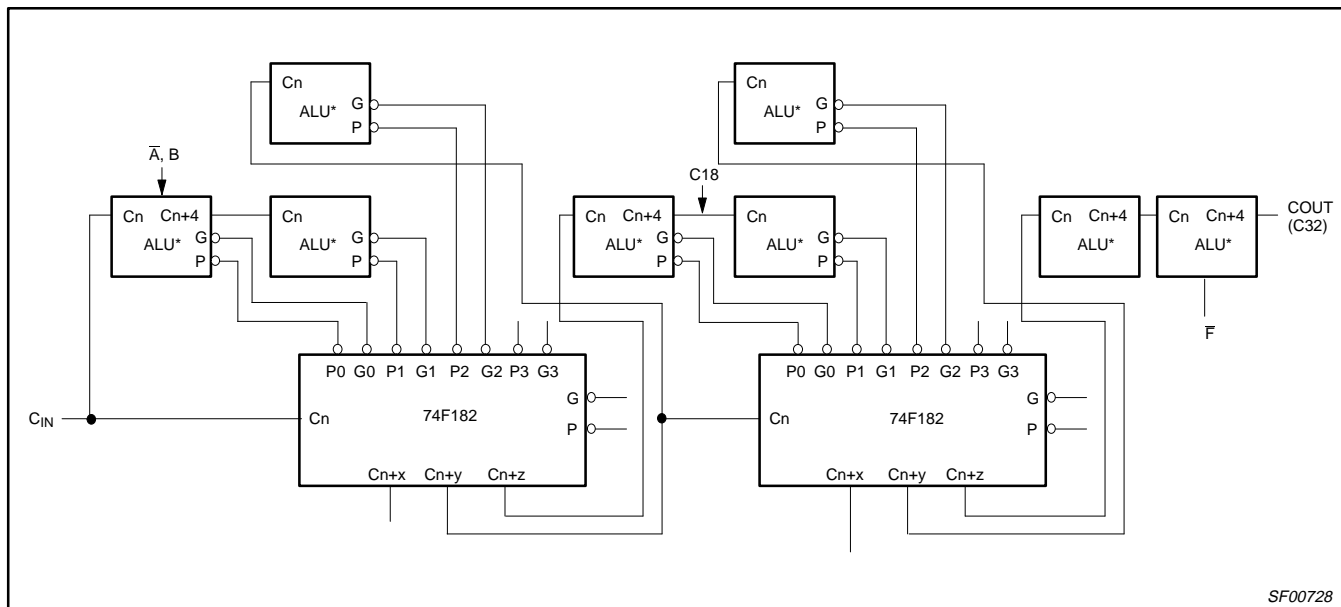 Cn
ALU*
G
P
Cn
ALU*
G
P
A̅, B
C18
Cn Cn+4
ALU*
G
P
Cn
ALU*
G
P
Cn Cn+4
ALU*
G
P
Cn
ALU*
G
P
Cn Cn+4
ALU*
Cn Cn+4
ALU*
COUT
(C32)
F̅
P0 G0 P1 G1 P2 G2 P3 G3
CIN
Cn
74F182
G
P
Cn+x Cn+y Cn+z
P0 G0 P1 G1 P2 G2 P3 G3
Cn
74F182
G
P
Cn+x Cn+y Cn+z
SF00728